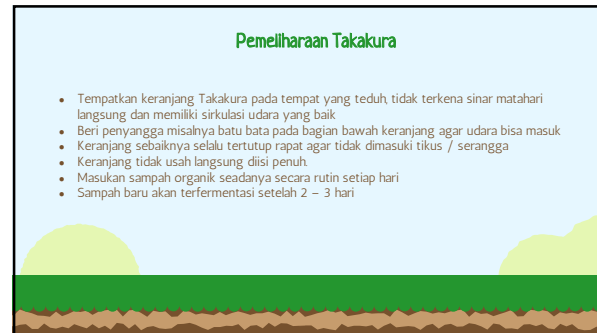 Pemeliharaan Takakura
• Tempatkan keranjang Takakura pada tempat yang teduh, tidak terkena sinar matahari
langsung dan memiliki sirkulasi udara yang baik
• Beri penyangga misalnya batu bata pada bagian bawah keranjang agar udara bisa masuk
• Keranjang sebaiknya selalu tertutup rapat agar tidak dimasuki tikus / serangga
• Keranjang tidak usah langsung diisi penuh.
• Masukan sampah organik seadanya secara rutin setiap hari
• Sampah baru akan terfermentasi setelah 2 – 3 hari